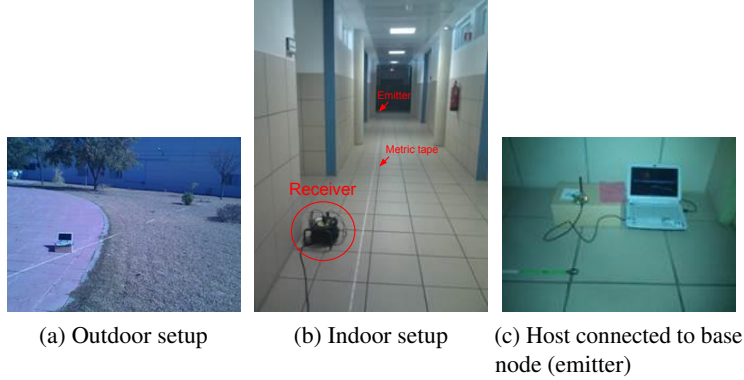 Emitter
Metric tape
Receiver
(a) Outdoor setup
(b) Indoor setup
(c) Host connected to base
node (emitter)